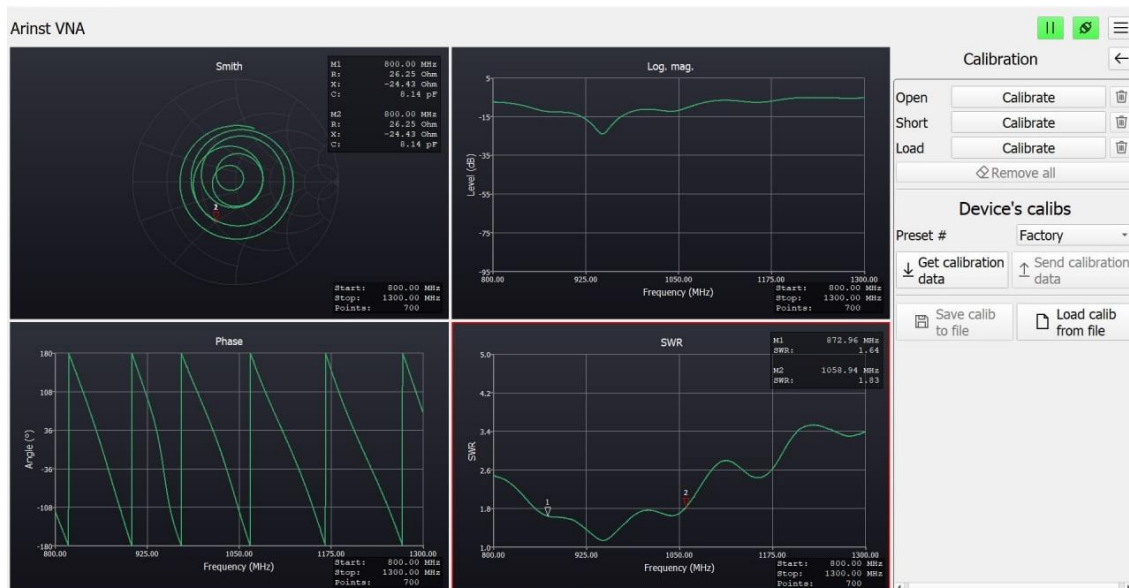 Arinst VNA
Smith
M1 800.00 MHz
R: 26.25 Ohm
X: -24.43 Ohm
C: 8.14 pF
M2 800.00 MHz
R: 26.25 Ohm
X: -24.43 Ohm
C: 8.14 pF
2
Start: 800.00 MHz
Stop: 1300.00 MHz
Points: 700
Log. mag.
Level (dB)
5
-15
-35
-55
-75
-95
800.00 925.00 1050.00 1175.00 1300.00
Frequency (MHz)
Start: 800.00 MHz
Stop: 1300.00 MHz
Points: 700
Phase
Angle (°)
180
108
36
-36
-108
-180
800.00 925.00 1050.00 1175.00 1300.00
Frequency (MHz)
Start: 800.00 MHz
Stop: 1300.00 MHz
Points: 700
SWR
M1 872.96 MHz
SWR: 1.64
M2 1058.94 MHz
SWR: 1.83
SWR
5.0
4.2
3.4
2.6
1.8
1.0
1
2
800.00 925.00 1050.00 1175.00 1300.00
Frequency (MHz)
Start: 800.00 MHz
Stop: 1300.00 MHz
Points: 700
Calibration
Open Calibrate
Short Calibrate
Load Calibrate
Remove all
Device's calibs
Preset # Factory
Get calibration
data
Send calibration
data
Save calib
to file
Load calib
from file